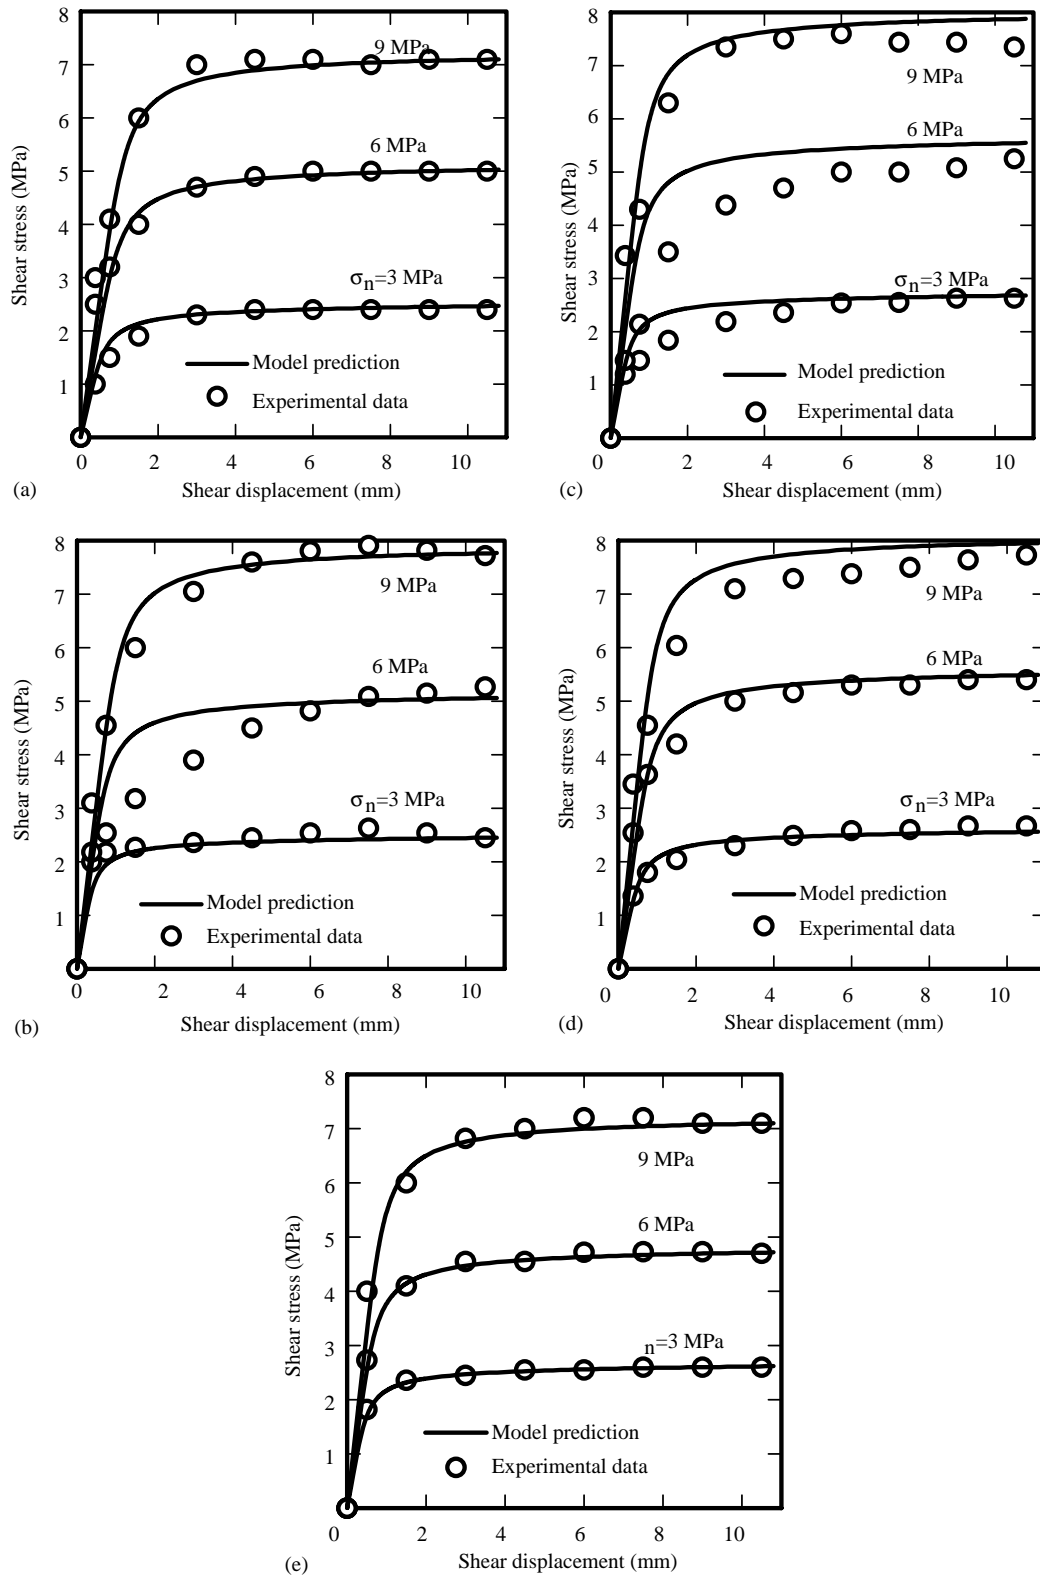 8
7
6
5
4
3
2
1
0 2 4 6 8 10
Shear stress (MPa)
Shear displacement (mm)
9 MPa
6 MPa
σn=3 MPa
Model prediction
Experimental data
(a)
8
7
6
5
4
3
2
1
0 2 4 6 8 10
Shear stress (MPa)
Shear displacement (mm)
9 MPa
6 MPa
σn=3 MPa
Model prediction
Experimental data
(c)
8
7
6
5
4
3
2
1
0 2 4 6 8 10
Shear stress (MPa)
Shear displacement (mm)
9 MPa
6 MPa
σn=3 MPa
Model prediction
Experimental data
(b)
8
7
6
5
4
3
2
1
0 2 4 6 8 10
Shear stress (MPa)
Shear displacement (mm)
9 MPa
6 MPa
σn=3 MPa
Model prediction
Experimental data
(d)
8
7
6
5
4
3
2
1
0 2 4 6 8 10
Shear stress (MPa)
Shear displacement (mm)
9 MPa
6 MPa
n=3 MPa
Model prediction
Experimental data
(e)